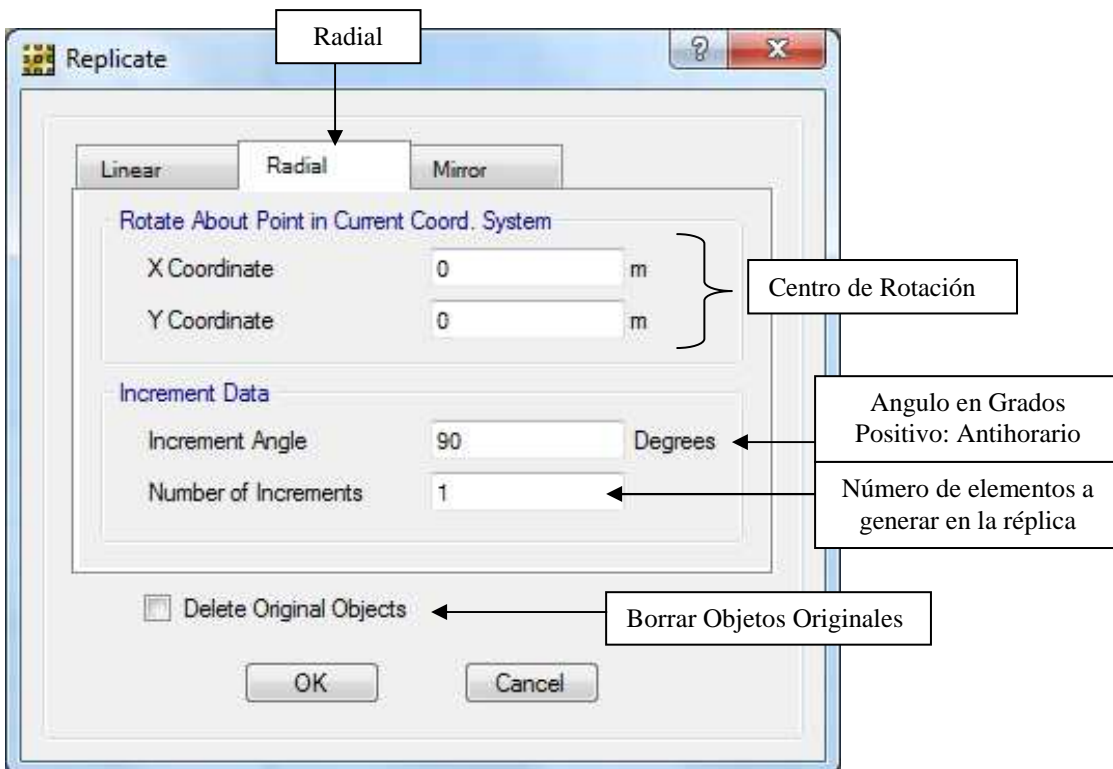 Radial
Replicate
Linear
Radial
Mirror
Rotate About Point in Current Coord. System
X Coordinate 0 m
Y Coordinate 0 m
Centro de Rotación
Increment Data
Increment Angle 90 Degrees
Number of Increments 1
Angulo en Grados
Positivo: Antihorario
Número de elementos a
generar en la réplica
Delete Original Objects
Borrar Objetos Originales
OK
Cancel